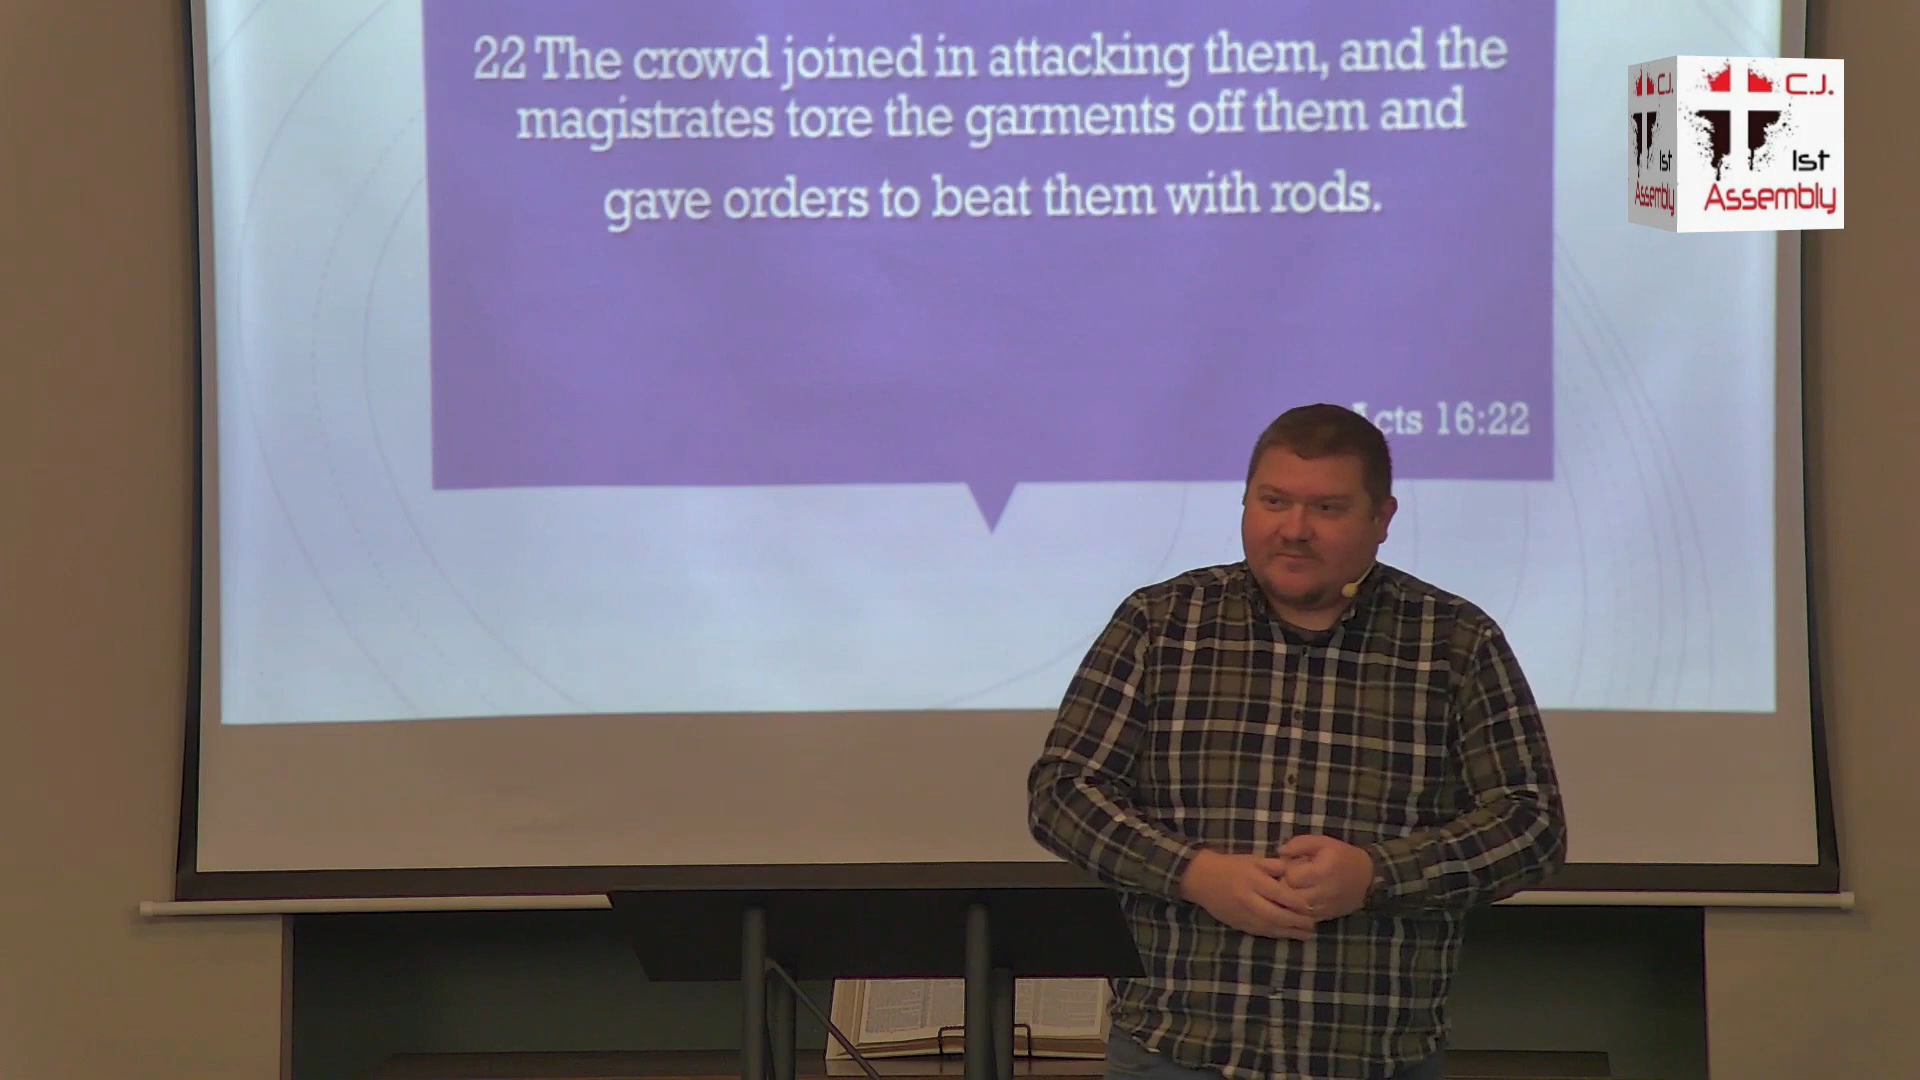 22 The crowd joined in attacking them, and the
magistrates tore the garments off them and
gave orders to beat them with rods.
Acts 16:22
C.J.
1st
Assembly
C.J.
1st
Assembly